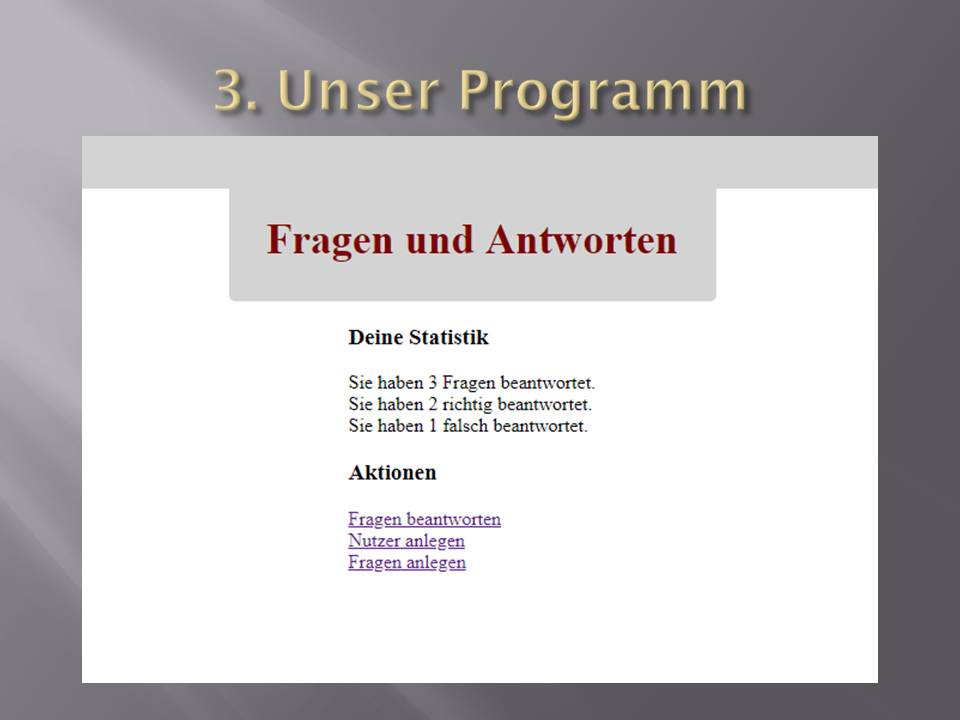 3. Unser Programm
Fragen und Antworten
Deine Statistik
Sie haben 3 Fragen beantwortet.
Sie haben 2 richtig beantwortet.
Sie haben 1 falsch beantwortet.
Aktionen
Fragen beantworten
Nutzer anlegen
Fragen anlegen